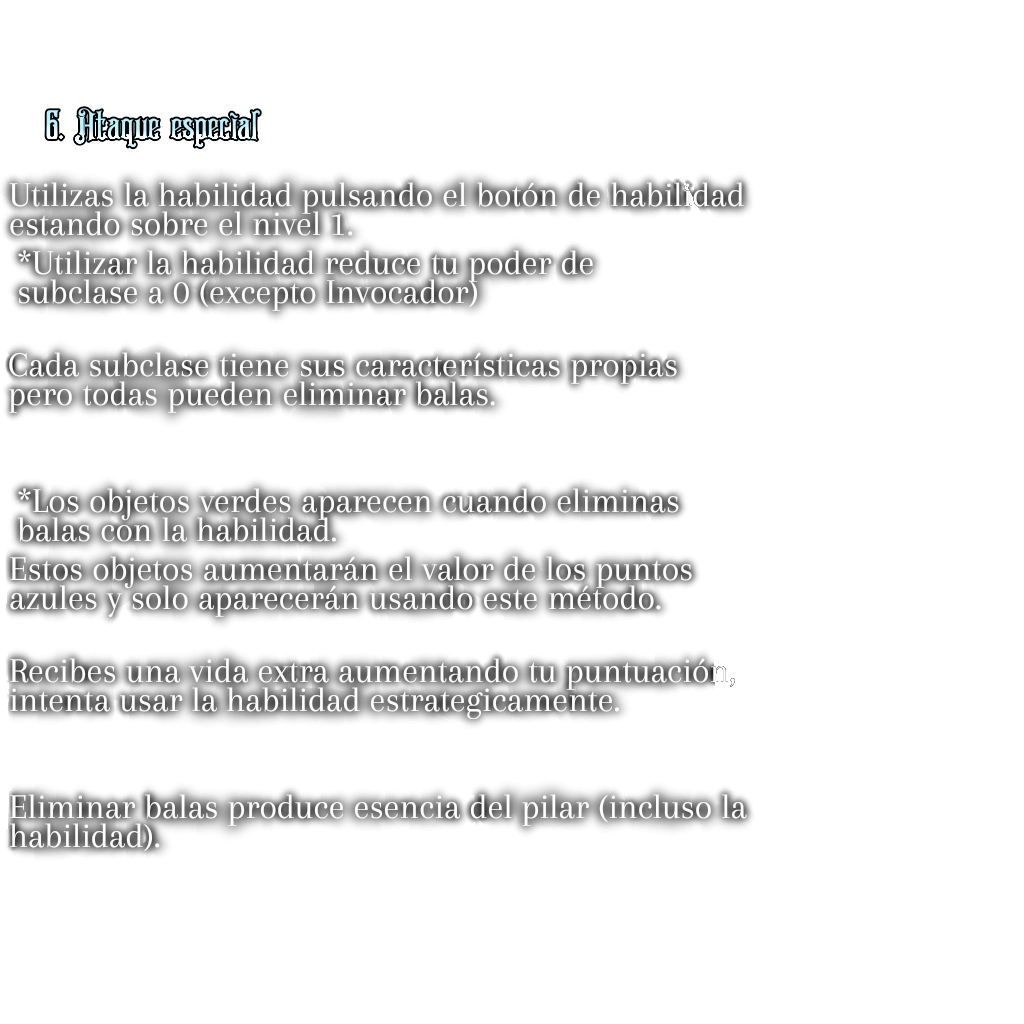 6. Ataque especial
Utilizas la habilidad pulsando el botón de habilidad
estando sobre el nivel 1.
*Utilizar la habilidad reduce tu poder de
subclase a 0 (excepto Invocador)
Cada subclase tiene sus características propias
pero todas pueden eliminar balas.
*Los objetos verdes aparecen cuando eliminas
balas con la habilidad.
Estos objetos aumentarán el valor de los puntos
azules y solo aparecerán usando este método.
Recibes una vida extra aumentando tu puntuación,
intenta usar la habilidad estrategicamente.
Eliminar balas produce esencia del pilar (incluso la
habilidad).